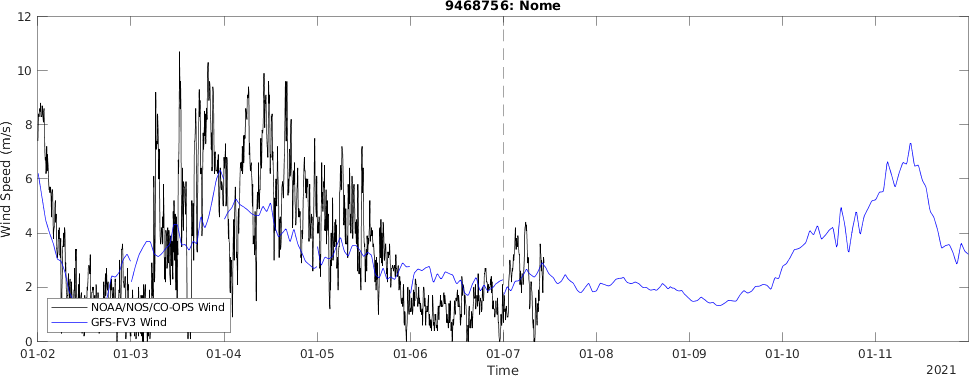 9468756: Nome
12
10
8
6
4
2
0
Wind Speed (m/s)
NOAA/NOS/CO-OPS Wind
GFS-FV3 Wind
01-02 01-03 01-04 01-05 01-06 01-07 01-08 01-09 01-10 01-11
Time
2021